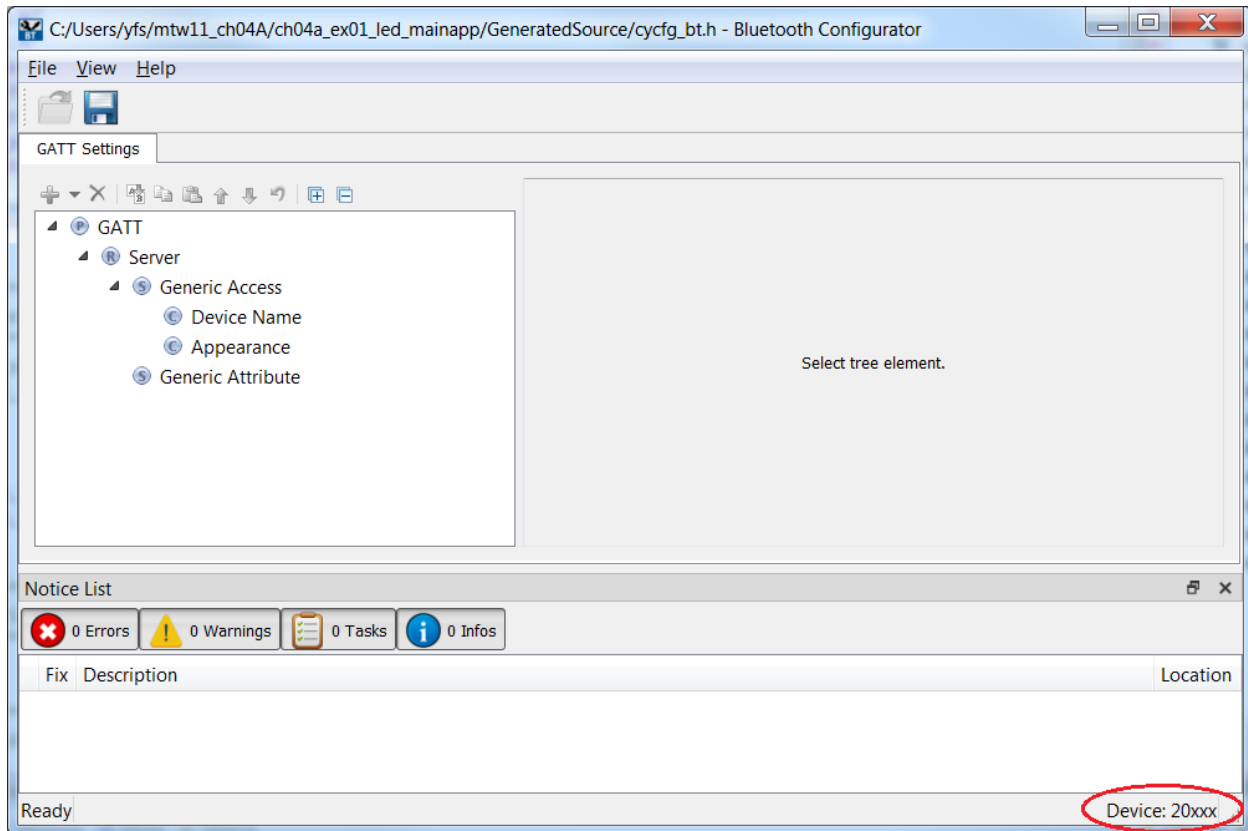 C:/Users/yfs/mtw11_ch04A/ch04a_ex01_led_mainapp/GeneratedSource/cycfg_bt.h - Bluetooth Configurator
File View Help
GATT Settings
GATT
Server
Generic Access
Device Name
Appearance
Generic Attribute
Select tree element.
Notice List
0 Errors 0 Warnings 0 Tasks 0 Infos
Fix Description Location
Ready Device: 20xxx